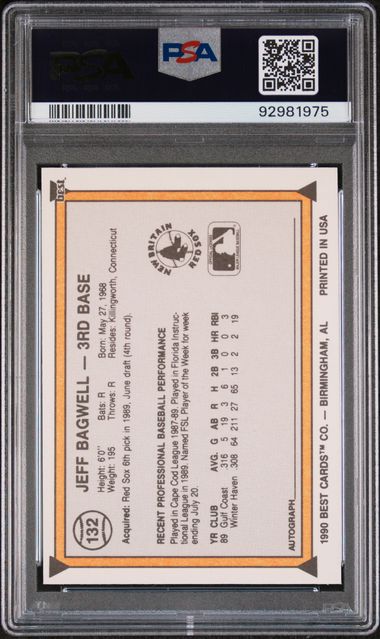 PSA
PSA
92981975
best
132
JEFF BAGWELL — 3RD BASE
Height: 6'0" Bats: R Born: May 27, 1968
Weight: 195 Throws: R Resides: Killingworth, Connecticut
Acquired: Red Sox 6th pick in 1989, June draft (4th round).
RECENT PROFESSIONAL BASEBALL PERFORMANCE
Played in Cape Cod League 1987-89. Played in Florida Instruc-
tional League in 1989. Named FSL Player of the Week for week
ending July 20.
YR CLUB AVG. G AB R H 2B 3B HR RBI
89 Gulf Coast .316 5 19 3 6 1 0 0 3
Winter Haven .308 64 211 27 65 13 2 2 19
NEW BRITAIN
RED SOX
AUTOGRAPH
1990 BEST CARDS™ CO. — BIRMINGHAM, AL PRINTED IN USA